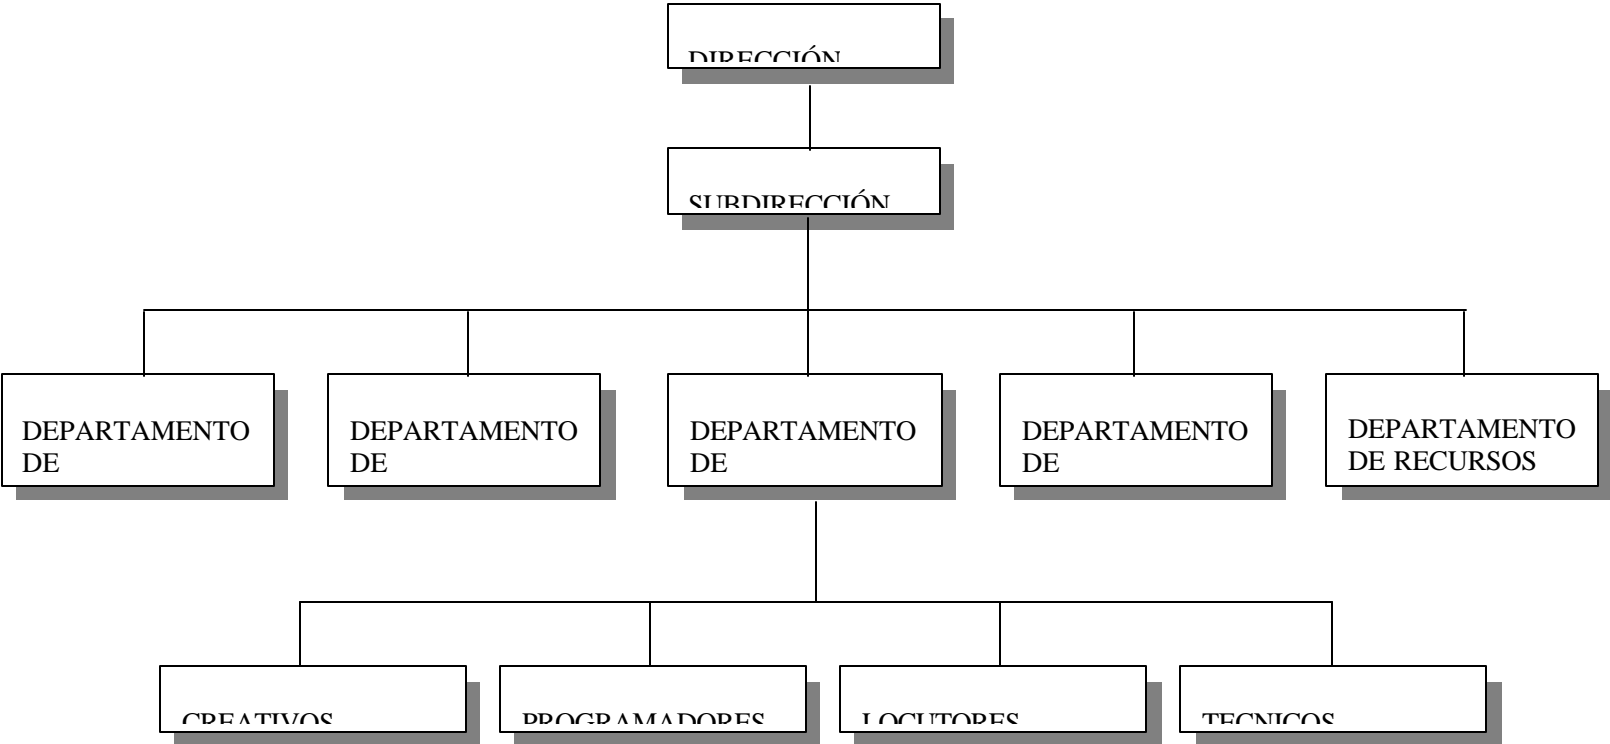 DIRECCIÓN
SUBDIRECCIÓN
DEPARTAMENTO
DE
DEPARTAMENTO
DE
DEPARTAMENTO
DE
DEPARTAMENTO
DE
DEPARTAMENTO
DE RECURSOS
CREATIVOS
PROGRAMADORES
LOCUTORES
TECNICOS